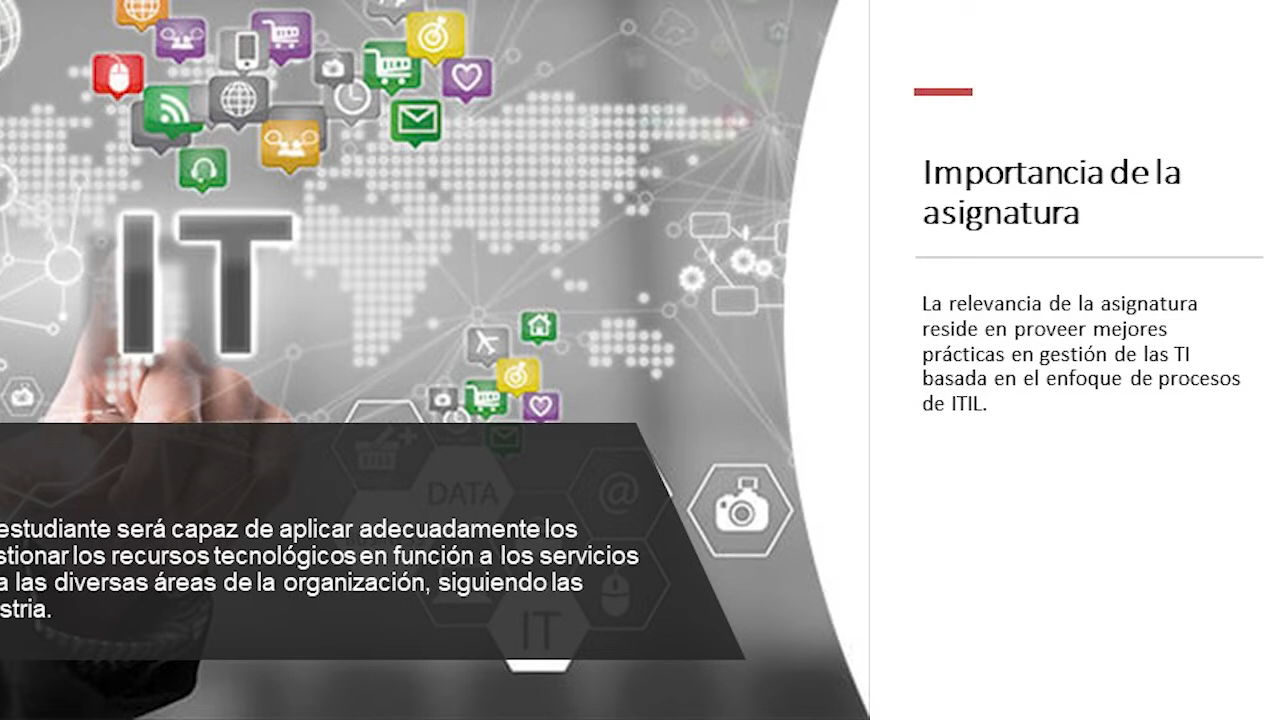 IT
DATA
@
IT
estudiante será capaz de aplicar adecuadamente los
stionar los recursos tecnológicos en función a los servicios
a las diversas áreas de la organización, siguiendo las
stria.
Importancia de la
asignatura
La relevancia de la asignatura
reside en proveer mejores
prácticas en gestión de las TI
basada en el enfoque de procesos
de ITIL.